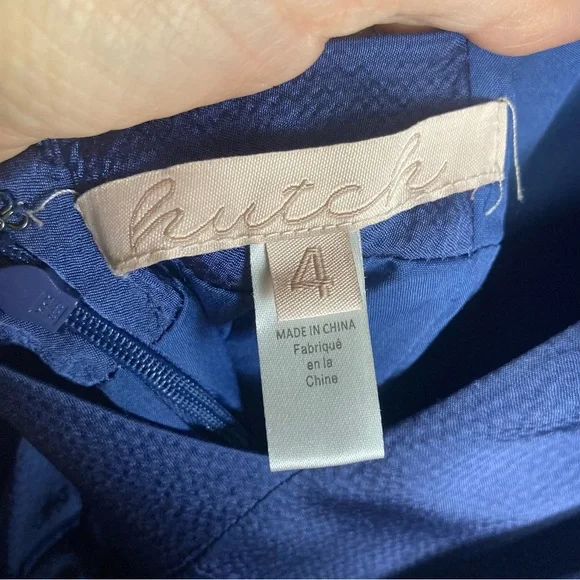 hutch
4
MADE IN CHINA
Fabriqué
en la
Chine